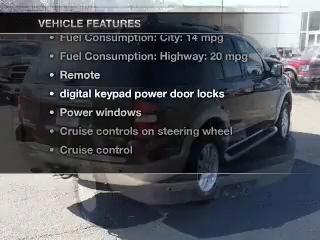 VEHICLE FEATURES
• Fuel Consumption: City: 14 mpg
• Fuel Consumption: Highway: 20 mpg
• Remote
• digital keypad power door locks
• Power windows
• Cruise controls on steering wheel
• Cruise control